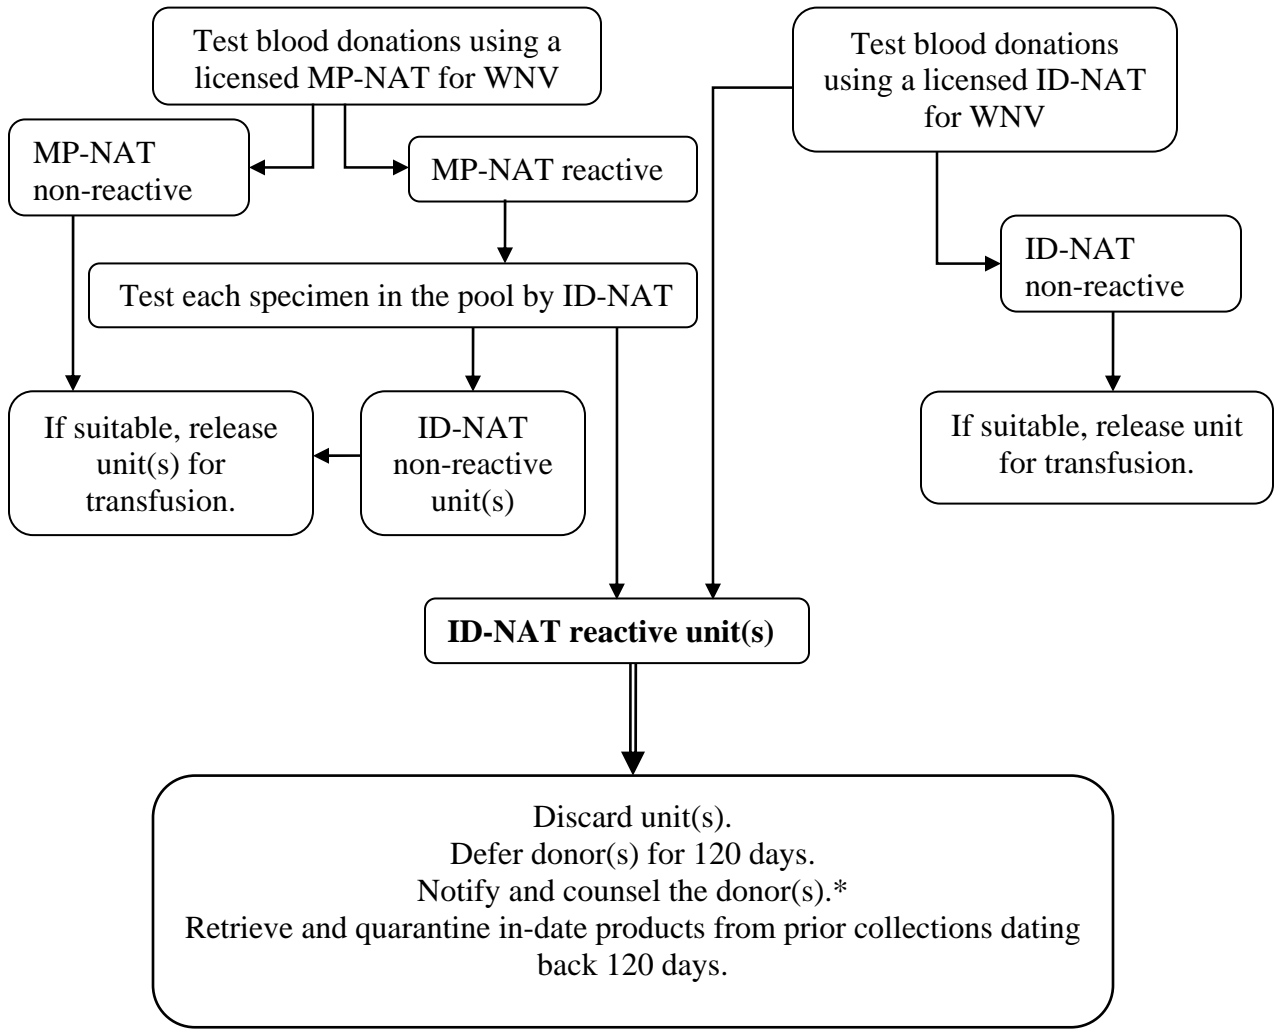 Test blood donations using a
licensed MP-NAT for WNV
Test blood donations
using a licensed ID-NAT
for WNV
MP-NAT
non-reactive
MP-NAT reactive
ID-NAT
non-reactive
Test each specimen in the pool by ID-NAT
If suitable, release
unit(s) for
transfusion.
ID-NAT
non-reactive
unit(s)
If suitable, release unit
for transfusion.
ID-NAT reactive unit(s)
Discard unit(s).
Defer donor(s) for 120 days.
Notify and counsel the donor(s).*
Retrieve and quarantine in-date products from prior collections dating
back 120 days.